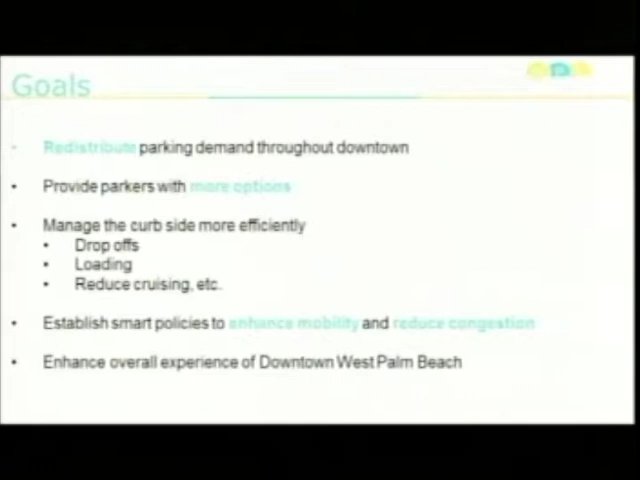 Goals
Redistribute parking demand throughout downtown
• Provide parkers with more options
• Manage the curb side more efficiently
• Drop offs
• Loading
• Reduce cruising, etc.
• Establish smart policies to enhance mobility and reduce congestion
• Enhance overall experience of Downtown West Palm Beach